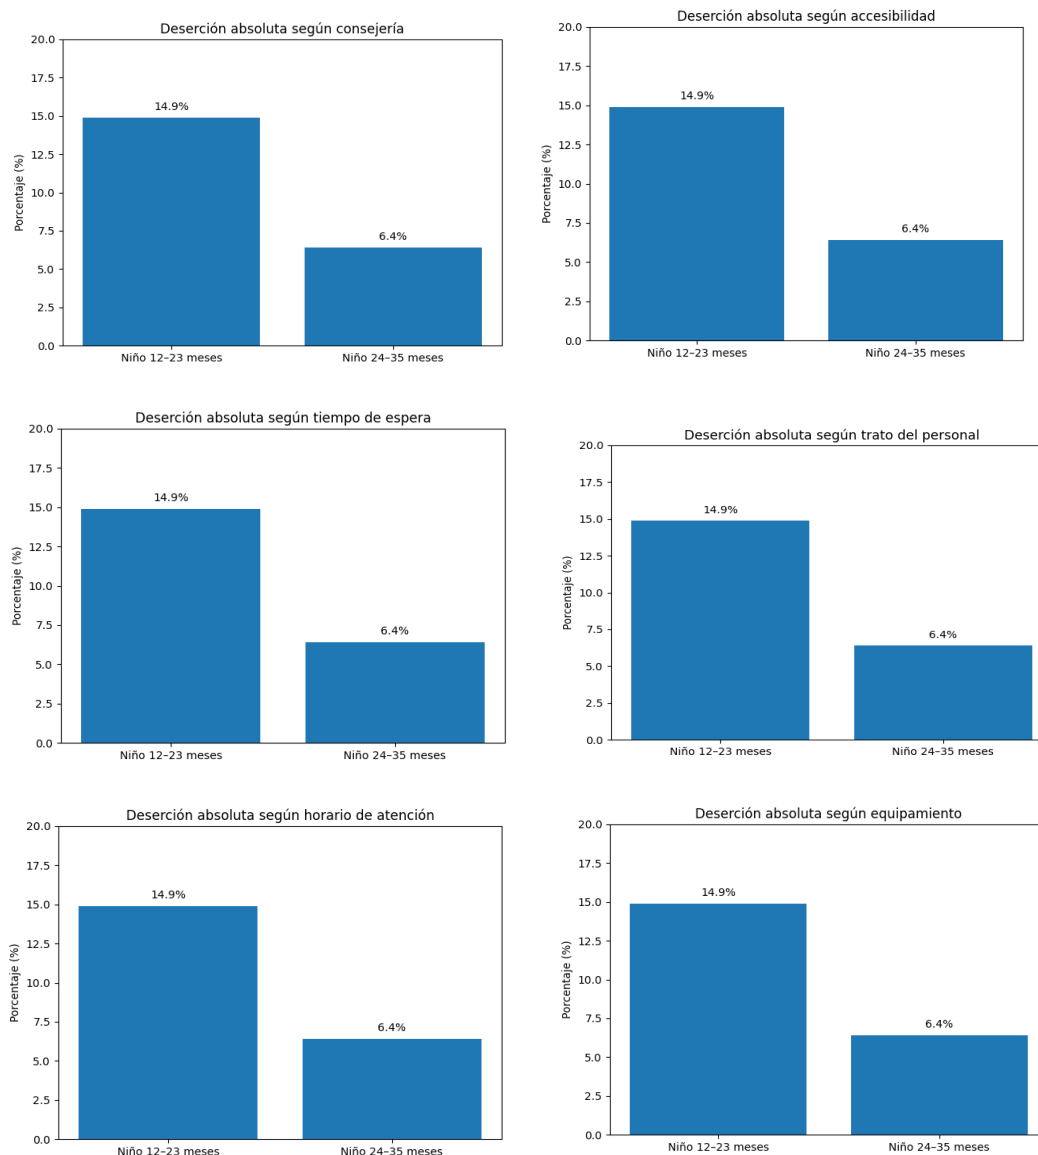 Deserción absoluta según consejería
20.0
17.5
15.0
12.5
10.0
7.5
5.0
2.5
0.0
Porcentaje (%)
14.9%
6.4%
Niño 12–23 meses
Niño 24–35 meses
Deserción absoluta según accesibilidad
20.0
17.5
15.0
12.5
10.0
7.5
5.0
2.5
0.0
Porcentaje (%)
14.9%
6.4%
Niño 12–23 meses
Niño 24–35 meses
Deserción absoluta según tiempo de espera
20.0
17.5
15.0
12.5
10.0
7.5
5.0
2.5
0.0
Porcentaje (%)
14.9%
6.4%
Niño 12–23 meses
Niño 24–35 meses
Deserción absoluta según trato del personal
20.0
17.5
15.0
12.5
10.0
7.5
5.0
2.5
0.0
Porcentaje (%)
14.9%
6.4%
Niño 12–23 meses
Niño 24–35 meses
Deserción absoluta según horario de atención
20.0
17.5
15.0
12.5
10.0
7.5
5.0
2.5
0.0
Porcentaje (%)
14.9%
6.4%
Niño 12–23 meses
Niño 24–35 meses
Deserción absoluta según equipamiento
20.0
17.5
15.0
12.5
10.0
7.5
5.0
2.5
0.0
Porcentaje (%)
14.9%
6.4%
Niño 12–23 meses
Niño 24–35 meses